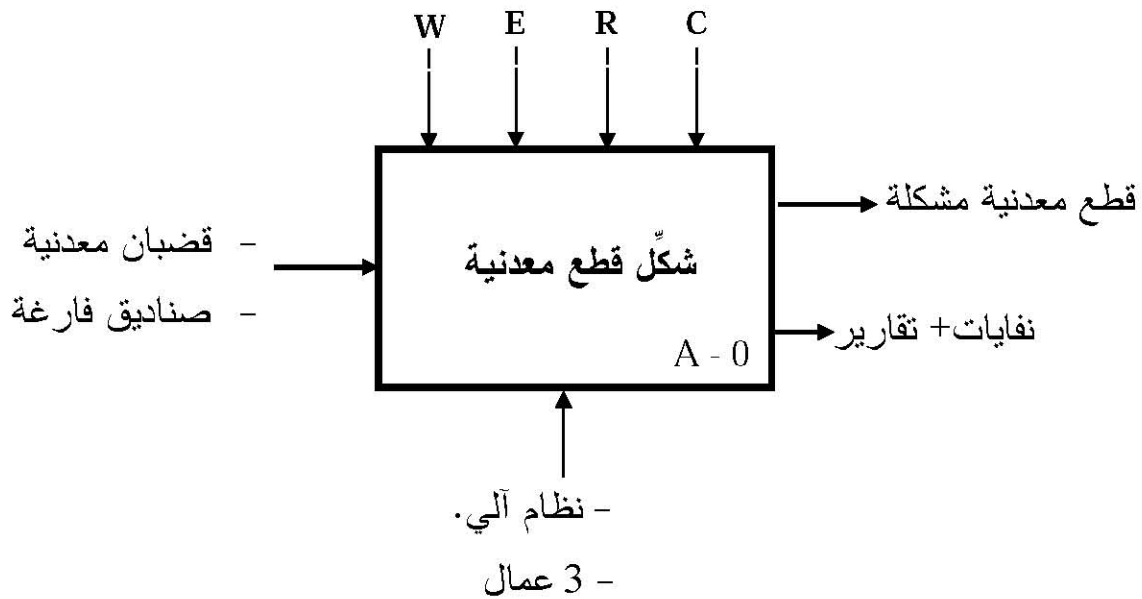 W E R C
قطع معدنية مشكلة
- قضبان معدنية
شكِّل قطع معدنية
- صناديق فارغة
نفايات+ تقارير
A - 0
- نظام آلي.
- 3 عمال